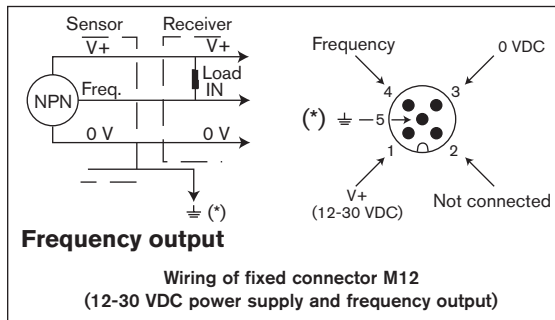 Sensor Receiver
V+ V+
Load
IN
NPN
Freq.
0 V 0 V
(*)
Frequency output
Frequency 0 VDC
4 3
(*) 5
1 2
V+
(12-30 VDC)
Not connected
Wiring of fixed connector M12
(12-30 VDC power supply and frequency output)